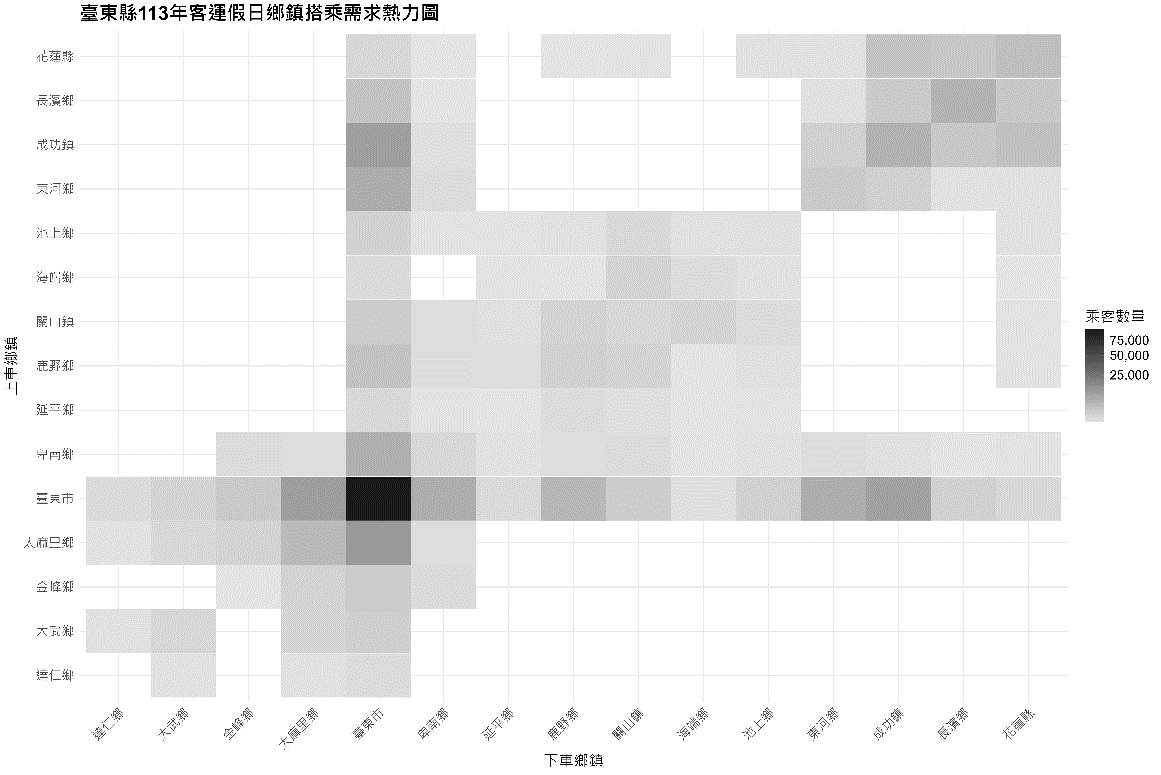 臺東縣113年客運假日鄉鎮搭乘需求熱力圖
花蓮縣
長濱鄉
成功鎮
東河鄉
池上鄉
海端鄉
關山鎮
鹿野鄉
延平鄉
卑南鄉
臺東市
太麻里鄉
金峰鄉
大武鄉
達仁鄉
上車鄉鎮
達仁鄉
大武鄉
金峰鄉
太麻里鄉
臺東市
卑南鄉
延平鄉
鹿野鄉
關山鎮
海端鄉
池上鄉
東河鄉
成功鎮
長濱鄉
花蓮縣
下車鄉鎮
乘客數量
75,000
50,000
25,000